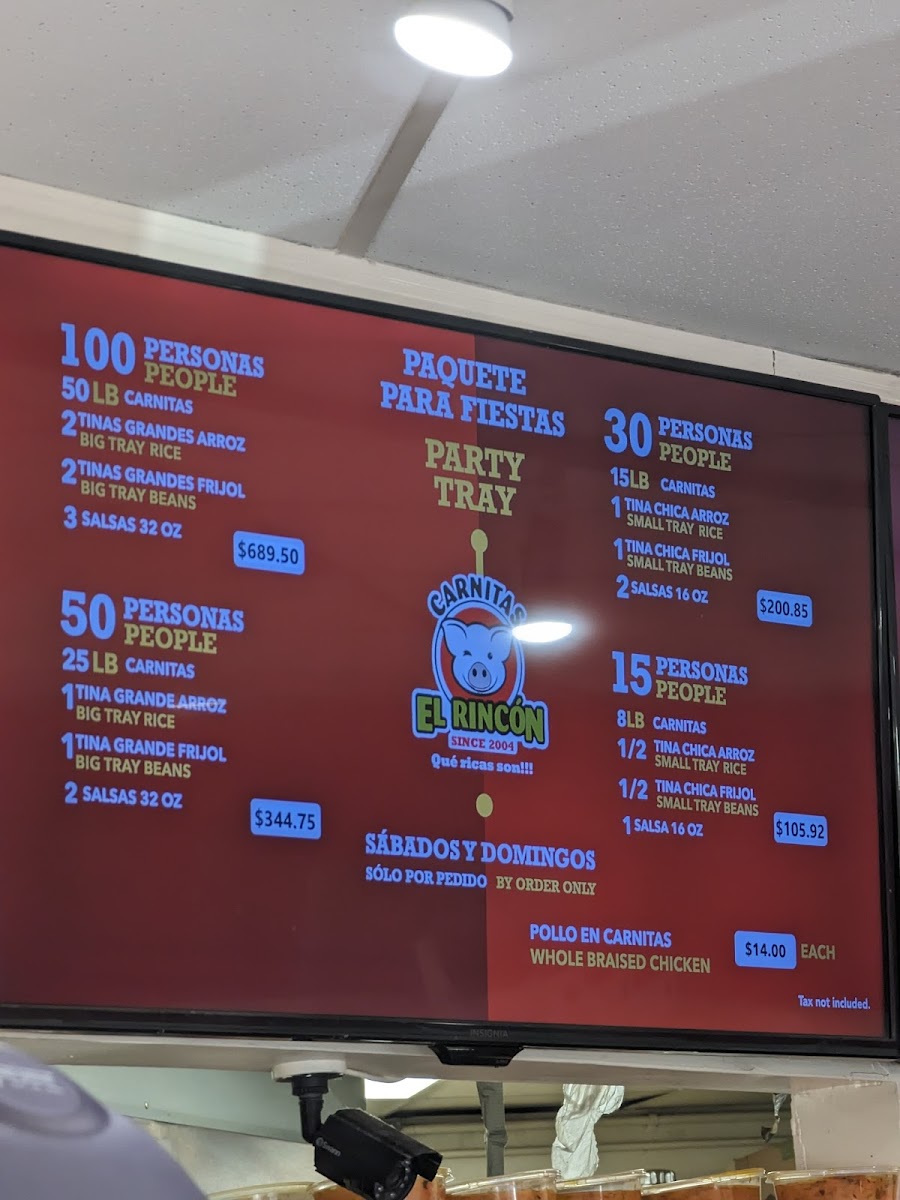 100 PERSONAS
PEOPLE
50 LB CARNITAS
2 TINAS GRANDES ARROZ
BIG TRAY RICE
2 TINAS GRANDES FRIJOL
BIG TRAY BEANS
3 SALSAS 32 OZ
$689.50
50 PERSONAS
PEOPLE
25 LB CARNITAS
1 TINA GRANDE ARROZ
BIG TRAY RICE
1 TINA GRANDE FRIJOL
BIG TRAY BEANS
2 SALSAS 32 OZ
$344.75
PAQUETE
PARA FIESTAS
PARTY
TRAY
CARNITAS
EL RINCÓN
SINCE 2004
Qué ricas son!!!
SÁBADOS Y DOMINGOS
SÓLO POR PEDIDO BY ORDER ONLY
30 PERSONAS
PEOPLE
15LB CARNITAS
1 TINA CHICA ARROZ
SMALL TRAY RICE
1 TINA CHICA FRIJOL
SMALL TRAY BEANS
2 SALSAS 16 OZ
$200.85
15 PERSONAS
PEOPLE
8LB CARNITAS
1/2 TINA CHICA ARROZ
SMALL TRAY RICE
1/2 TINA CHICA FRIJOL
SMALL TRAY BEANS
1 SALSA 16 OZ
$105.92
POLLO EN CARNITAS
WHOLE BRAISED CHICKEN
$14.00 EACH
Tax not included.
INSIGNIA